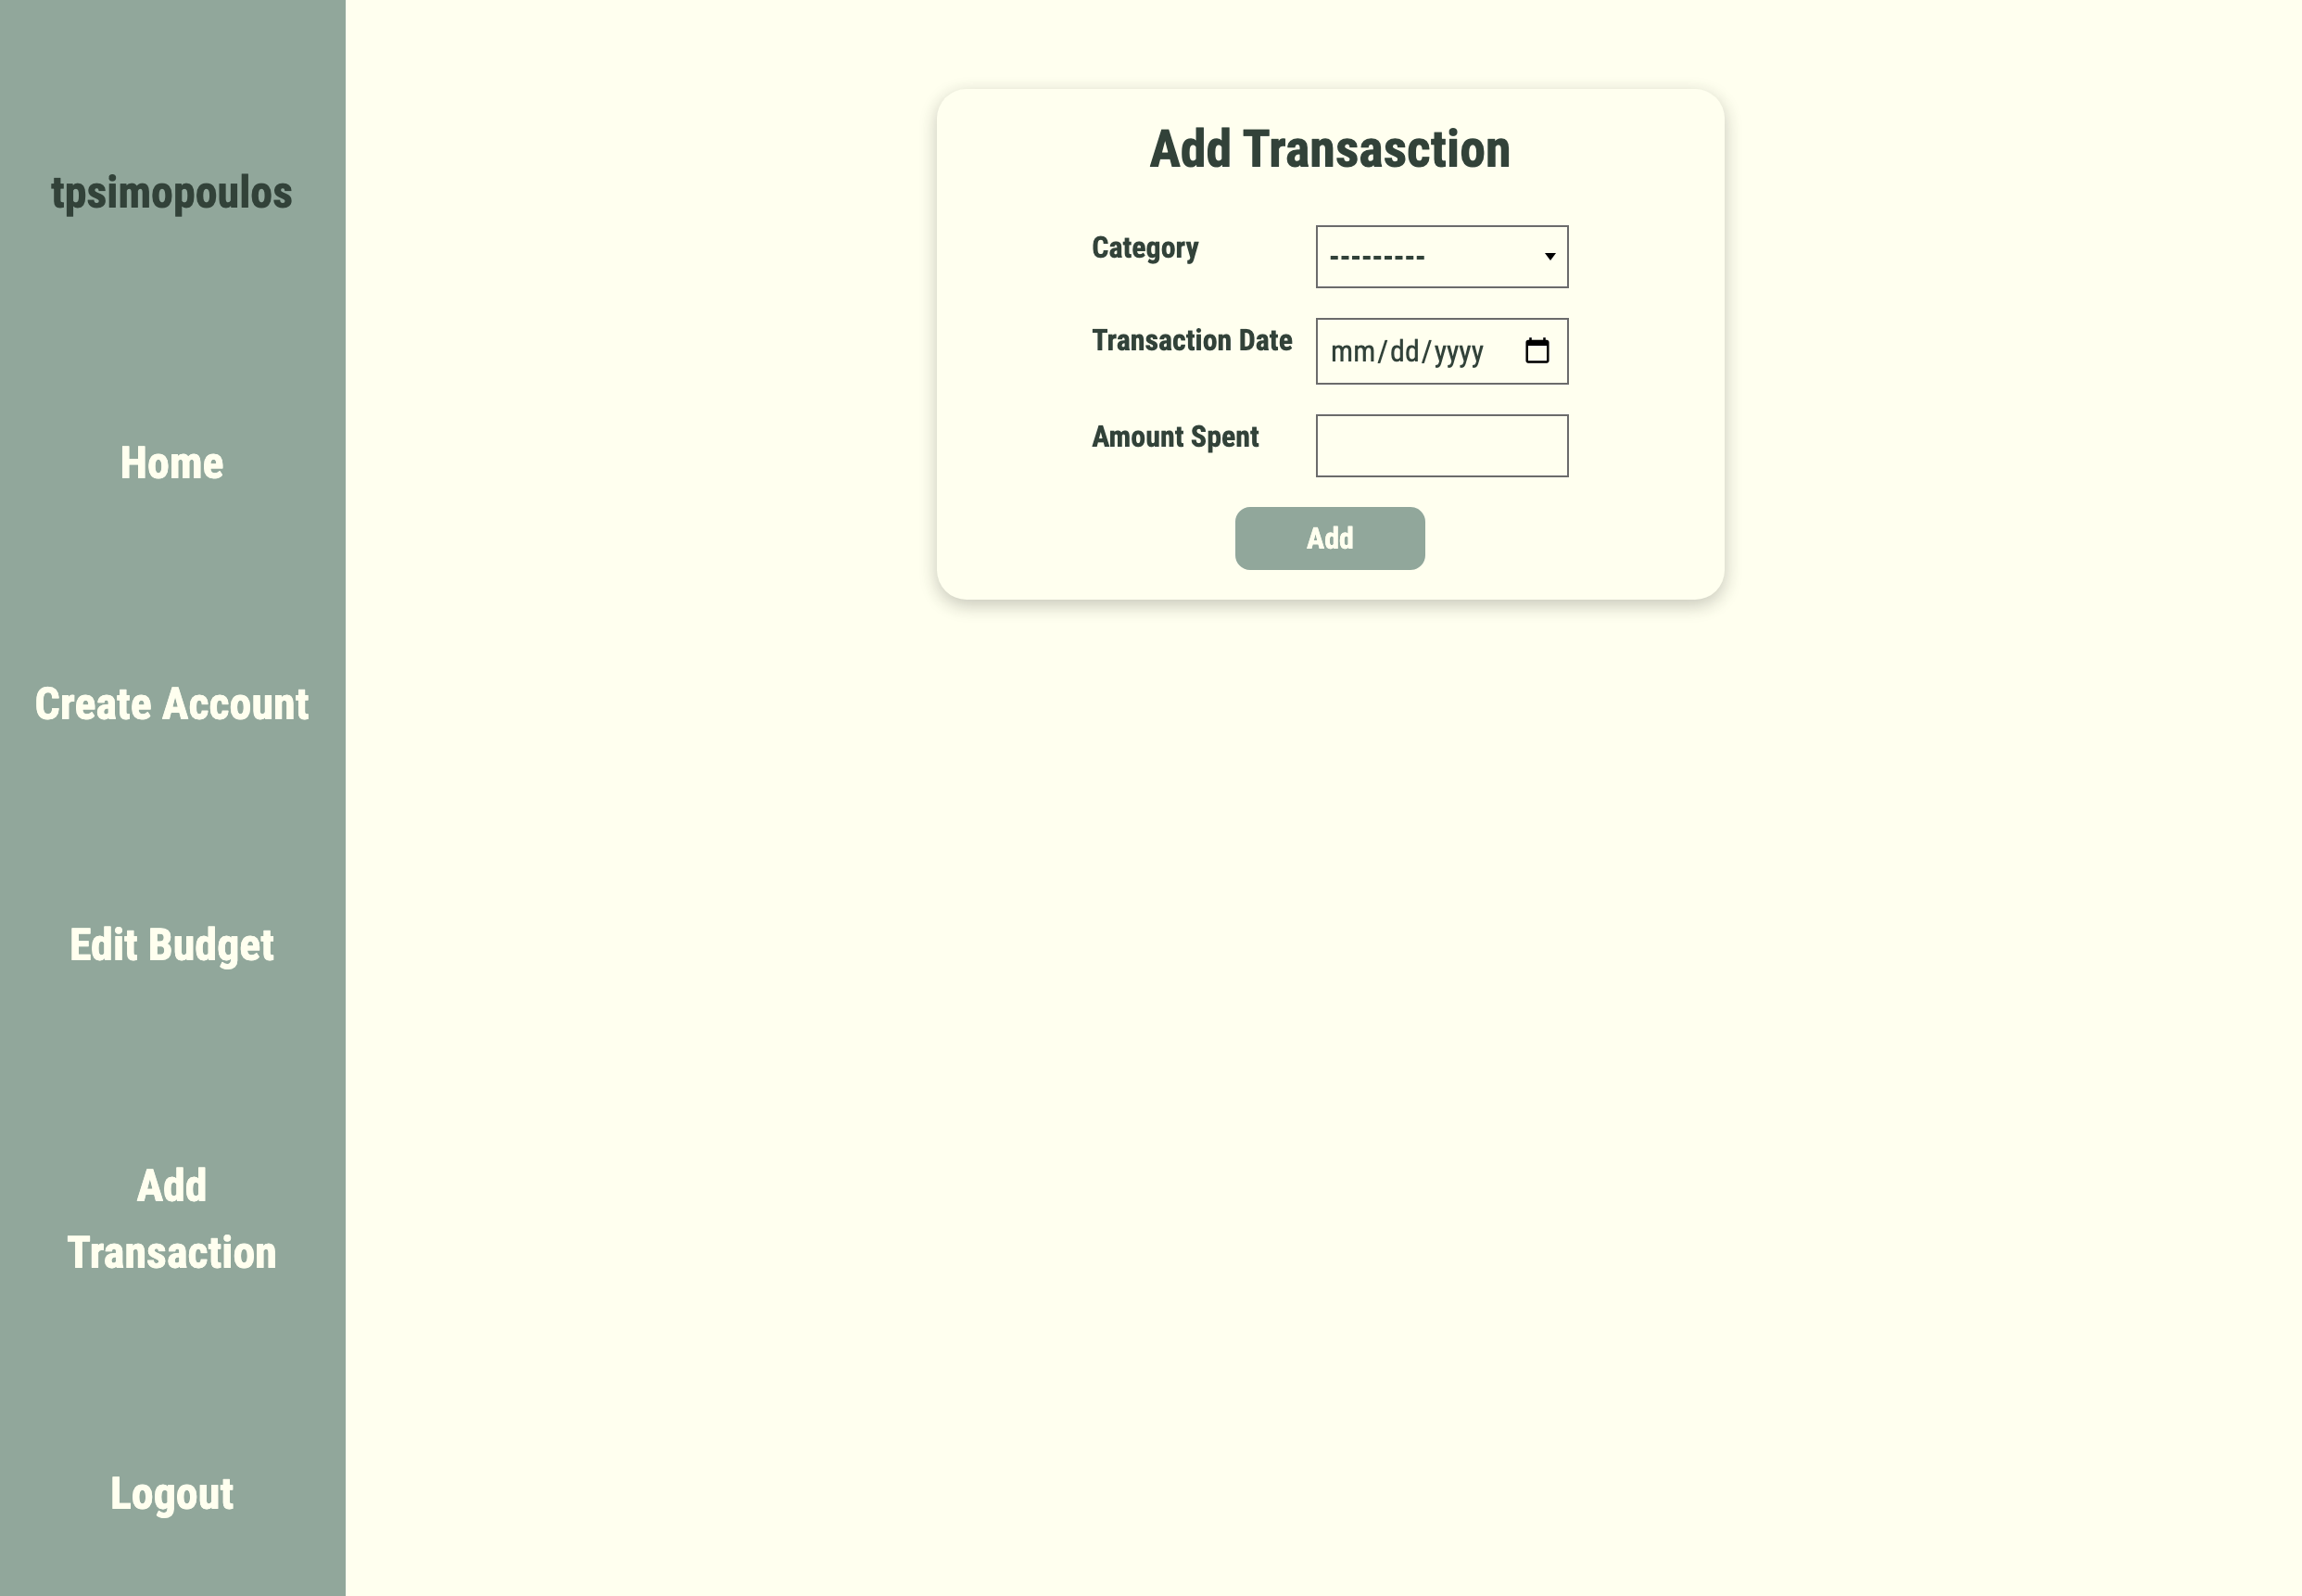 tpsimopoulos
Home
Create Account
Edit Budget
Add
Transaction
Logout
Add Transasction
Category
---------
Transaction Date
mm/dd/yyyy
Amount Spent
Add